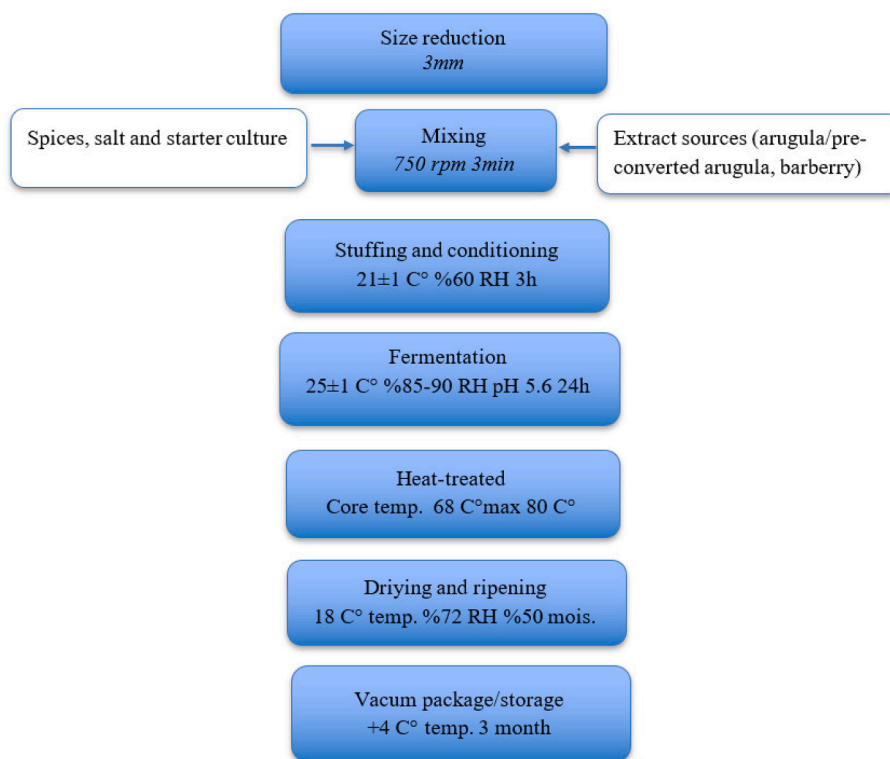 Size reduction
3mm
Spices, salt and starter culture
Mixing
750 rpm 3min
Extract sources (arugula/pre-
converted arugula, barberry)
Stuffing and conditioning
21±1 C° %60 RH 3h
Fermentation
25±1 C° %85-90 RH pH 5.6 24h
Heat-treated
Core temp. 68 C°max 80 C°
Driying and ripening
18 C° temp. %72 RH %50 mois.
Vacum package/storage
+4 C° temp. 3 month